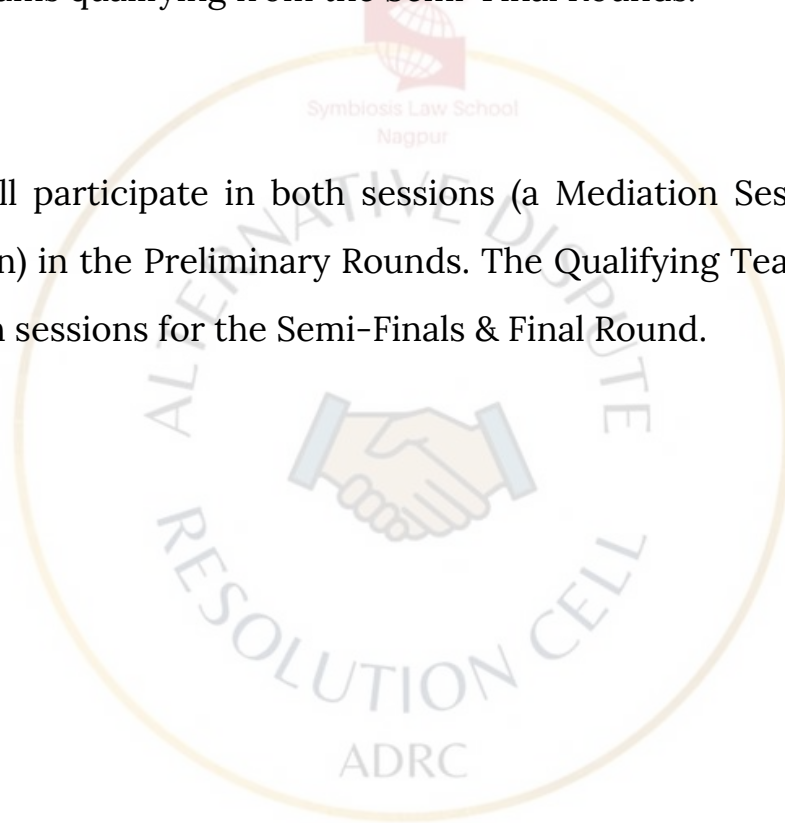 qualifying from the Semi-Final Rounds.
Symbiosis Law School
Nagpur
ll participate in both sessions (a Mediation Ses
n) in the Preliminary Rounds. The Qualifying Tea
n sessions for the Semi-Finals & Final Round.
ALTERNATIVE DISPUTE
RESOLUTION CELL
ADRC